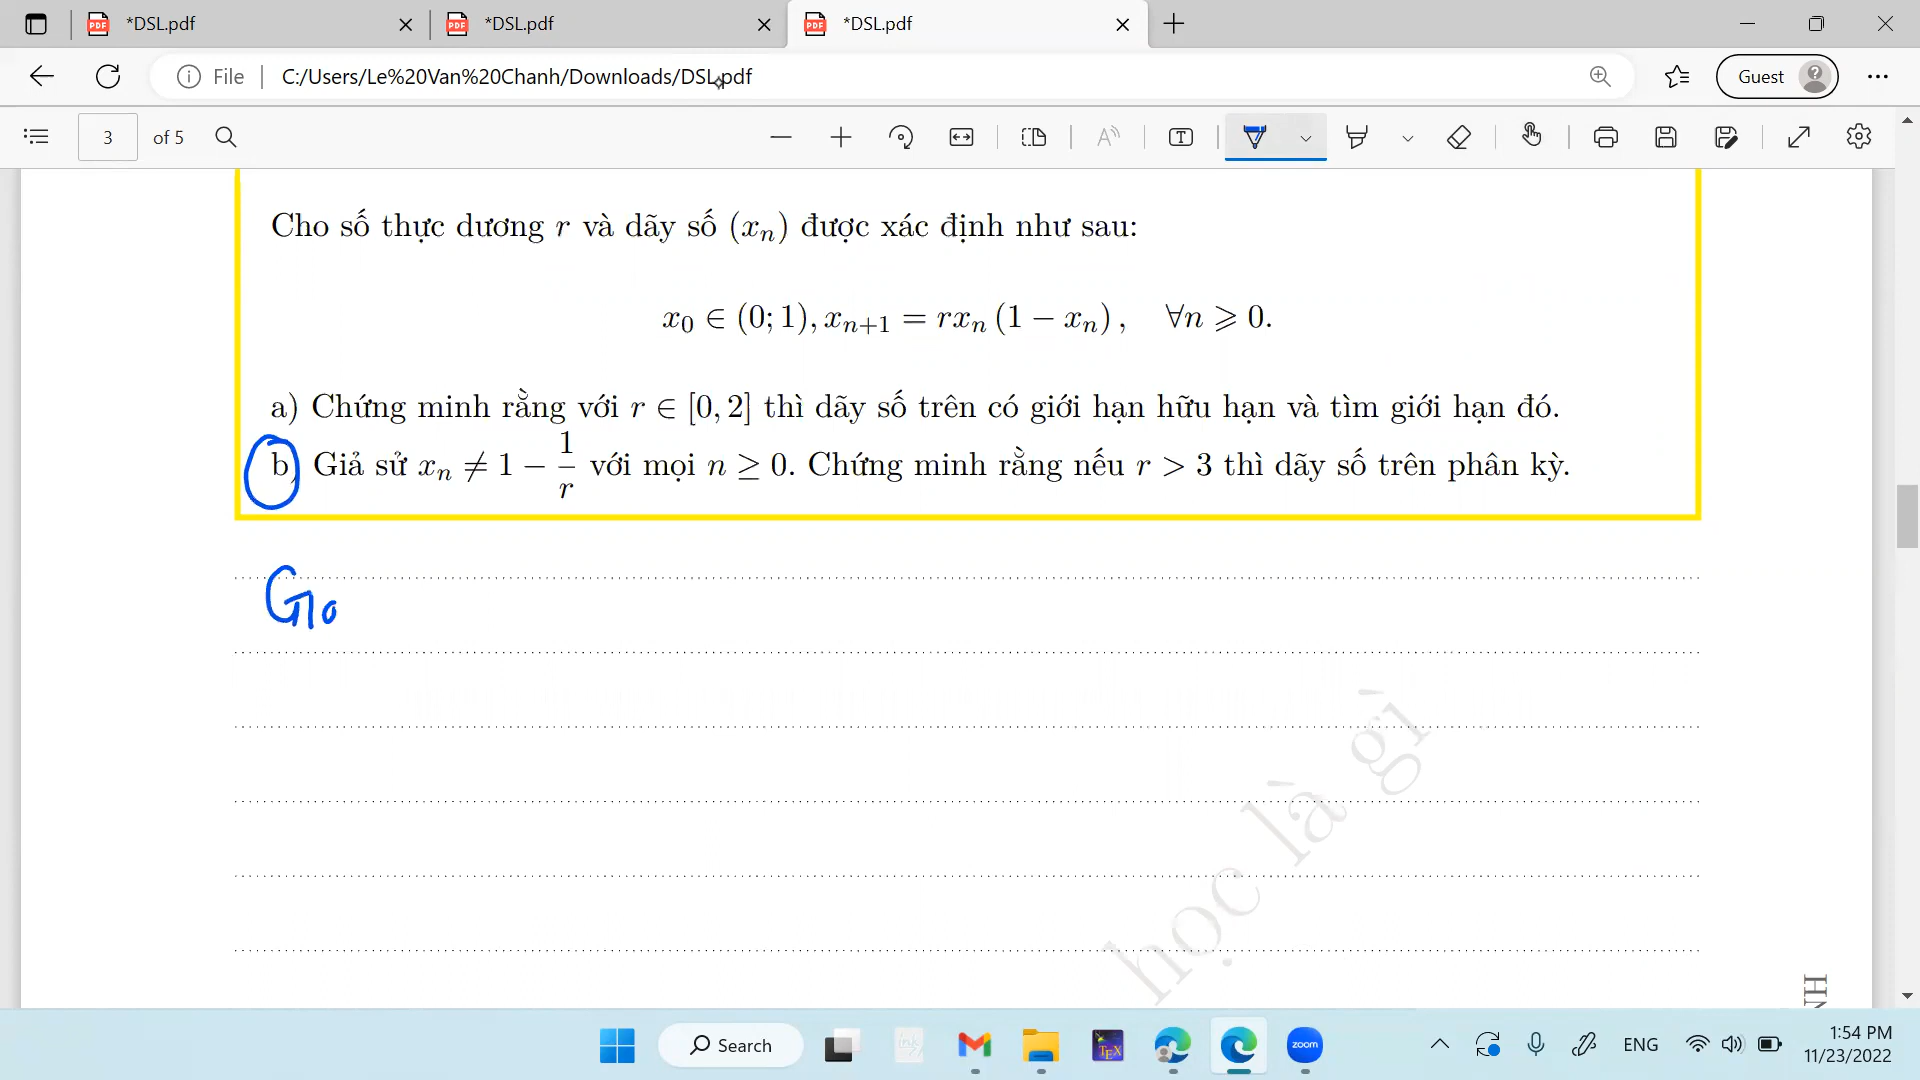 *DSL.pdf
*DSL.pdf
*DSL.pdf
File
C:/Users/Le%20Van%20Chanh/Downloads/DSL.pdf
Guest
3 of 5
Cho số thực dương r và dãy số (xₙ) được xác định như sau:
x₀ ∈ (0; 1), xₙ₊₁ = rxₙ (1 − xₙ), ∀n ⩾ 0.
a) Chứng minh rằng với r ∈ [0, 2] thì dãy số trên có giới hạn hữu hạn và tìm giới hạn đó.
b) Giả sử xₙ ≠ 1 − 1/r với mọi n ≥ 0. Chứng minh rằng nếu r > 3 thì dãy số trên phân kỳ.
học là gì
Search
TEX
zoom
ENG
1:54 PM
11/23/2022